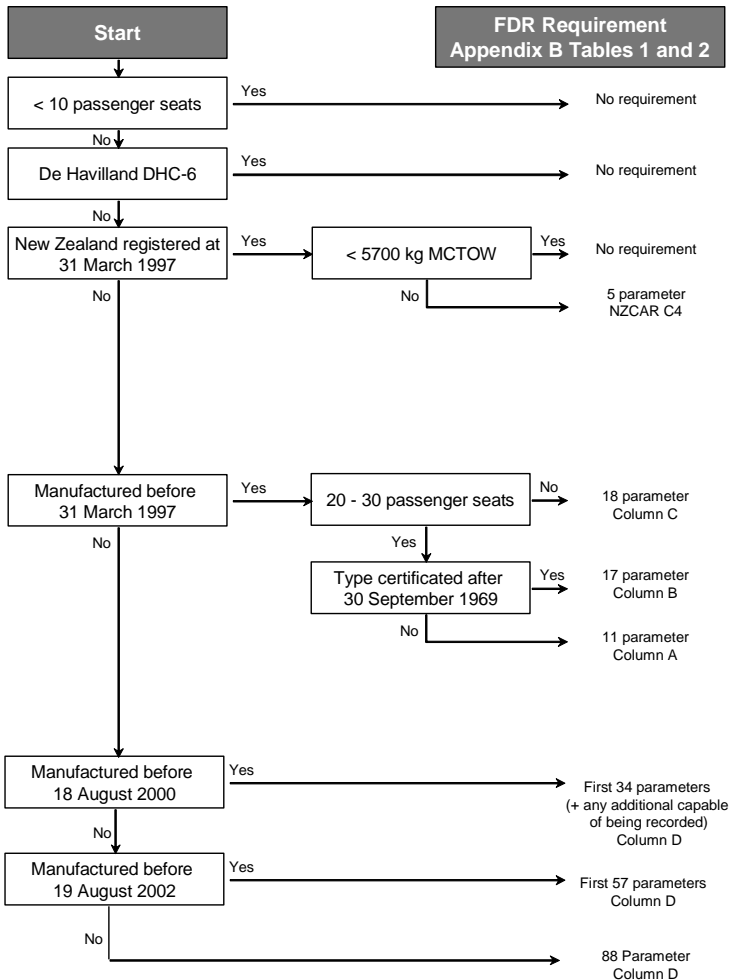 Start
FDR Requirement
Appendix B Tables 1 and 2
< 10 passenger seats
Yes
No requirement
No
De Havilland DHC-6
Yes
No requirement
No
New Zealand registered at
31 March 1997
Yes
< 5700 kg MCTOW
Yes
No requirement
No
No
5 parameter
NZCAR C4
Manufactured before
31 March 1997
Yes
20 - 30 passenger seats
No
18 parameter
Column C
No
Yes
Type certificated after
30 September 1969
Yes
17 parameter
Column B
No
11 parameter
Column A
Manufactured before
18 August 2000
Yes
First 34 parameters
(+ any additional capable
of being recorded)
Column D
No
Manufactured before
19 August 2002
Yes
First 57 parameters
Column D
No
88 Parameter
Column D